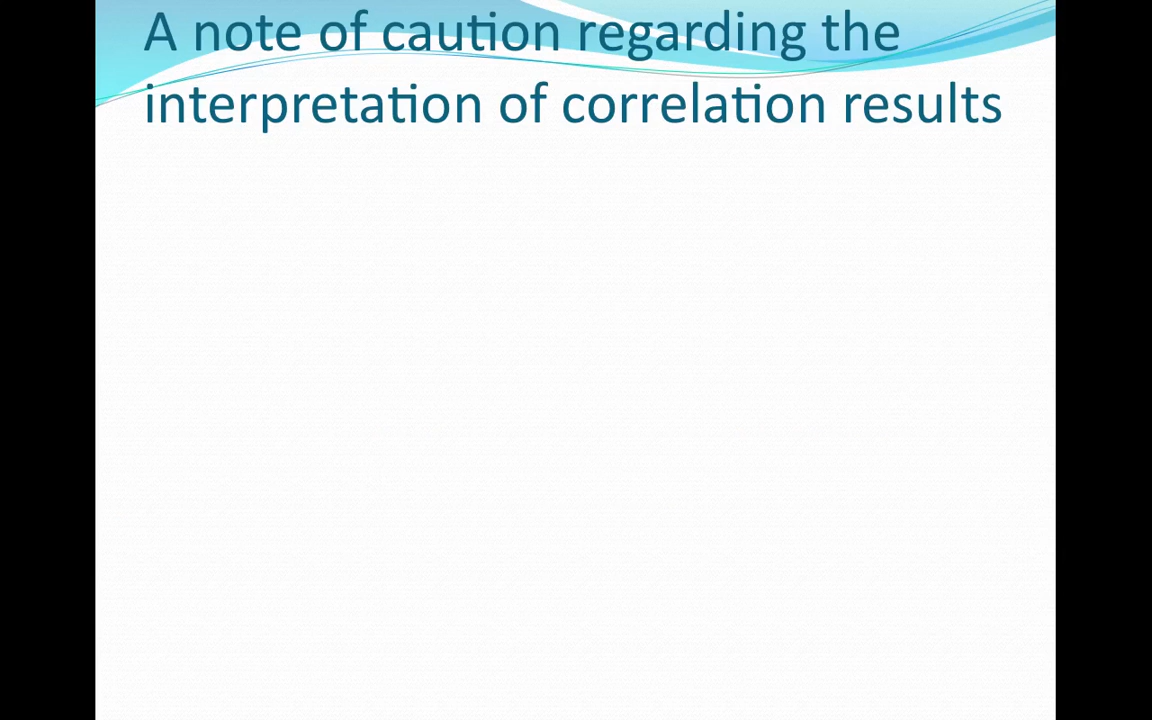 A note of caution regarding the
interpretation of correlation results